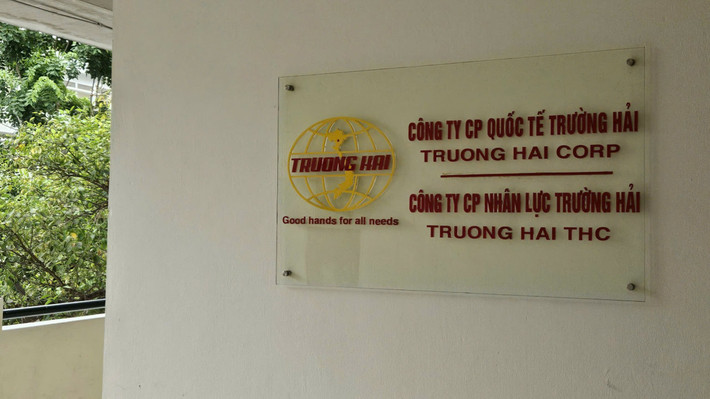 TRUONG HAI
Good hands for all needs
CÔNG TY CP QUỐC TẾ TRƯỜNG HẢI
TRUONG HAI CORP
CÔNG TY CP NHÂN LỰC TRƯỜNG HẢI
TRUONG HAI THC